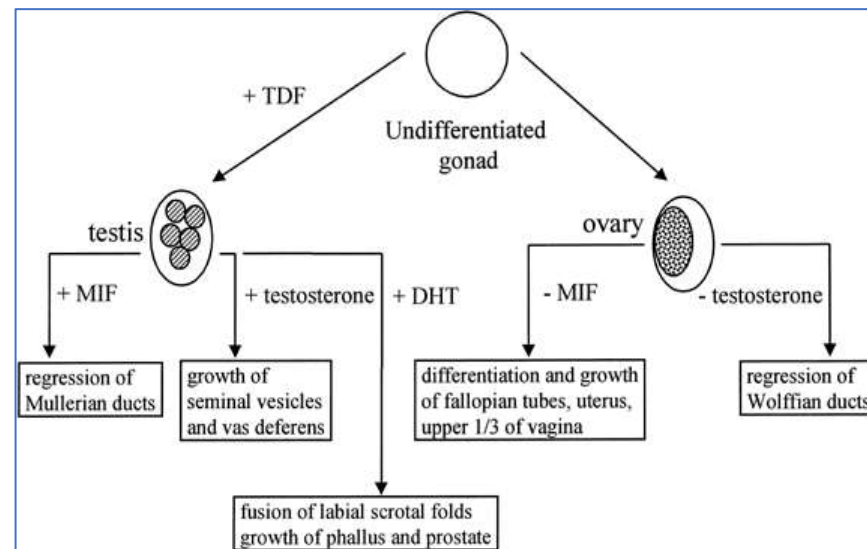 + TDF
Undifferentiated
gonad
testis
ovary
+ MIF
+ testosterone
+ DHT
- MIF
- testosterone
regression of
Mullerian ducts
growth of
seminal vesicles
and vas deferens
differentiation and growth
of fallopian tubes, uterus,
upper 1/3 of vagina
regression of
Wolffian ducts
fusion of labial scrotal folds
growth of phallus and prostate